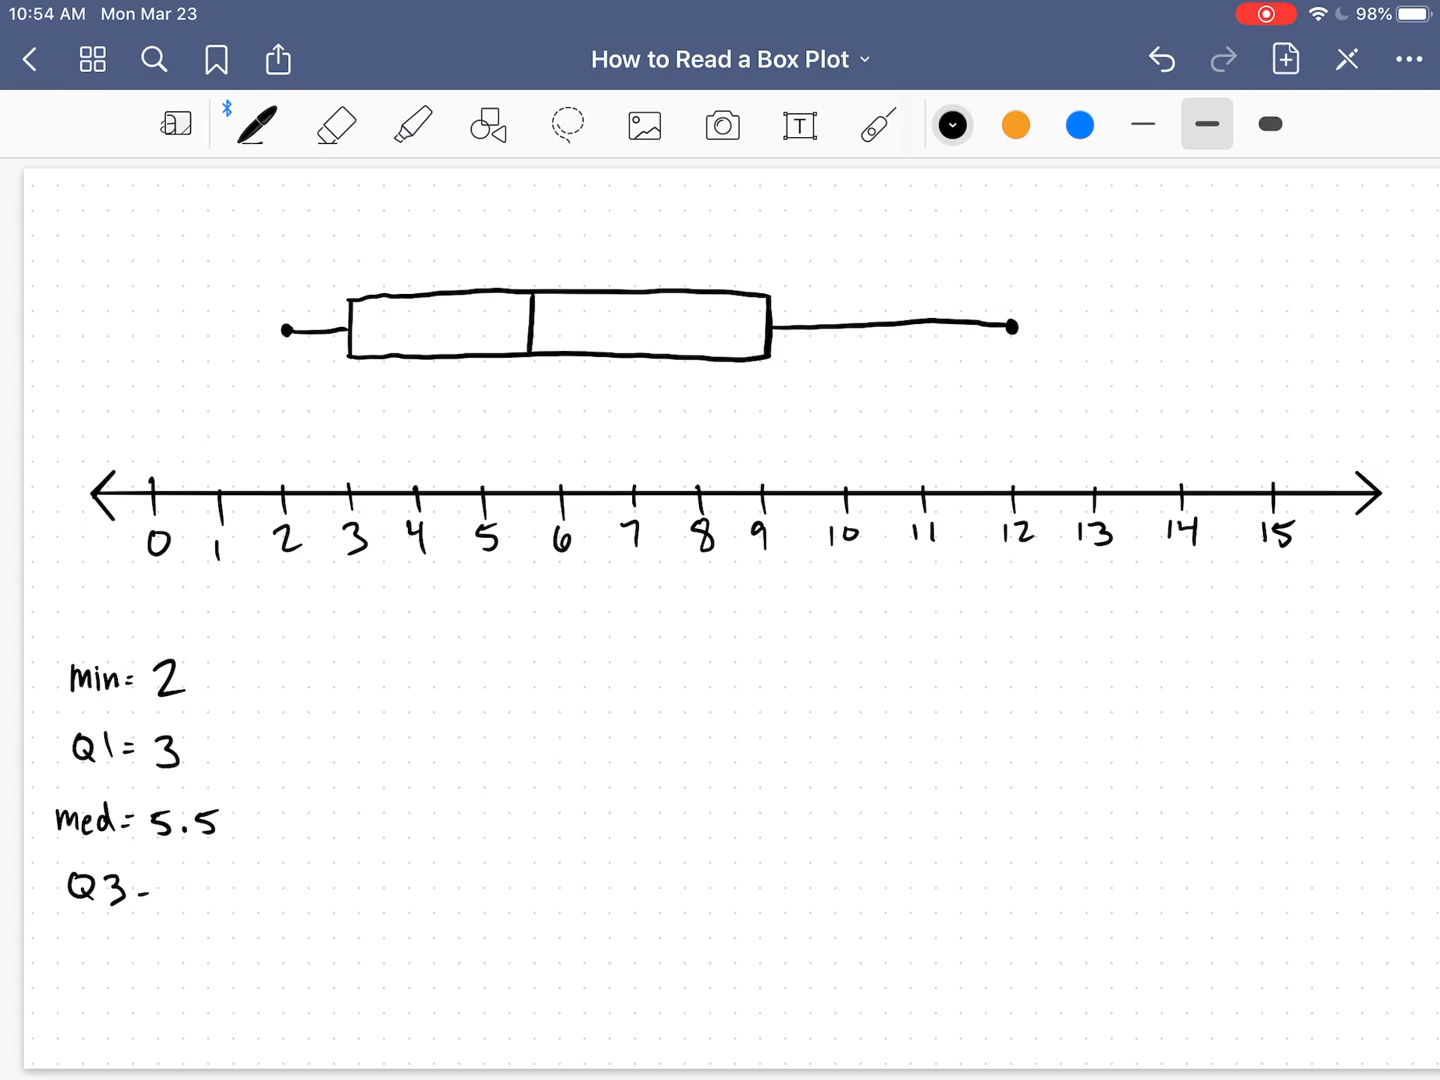 10:54 AM Mon Mar 23
98%
How to Read a Box Plot
T
0 1 2 3 4 5 6 7 8 9 10 11 12 13 14 15
min= 2
Q1= 3
med= 5.5
Q3 -